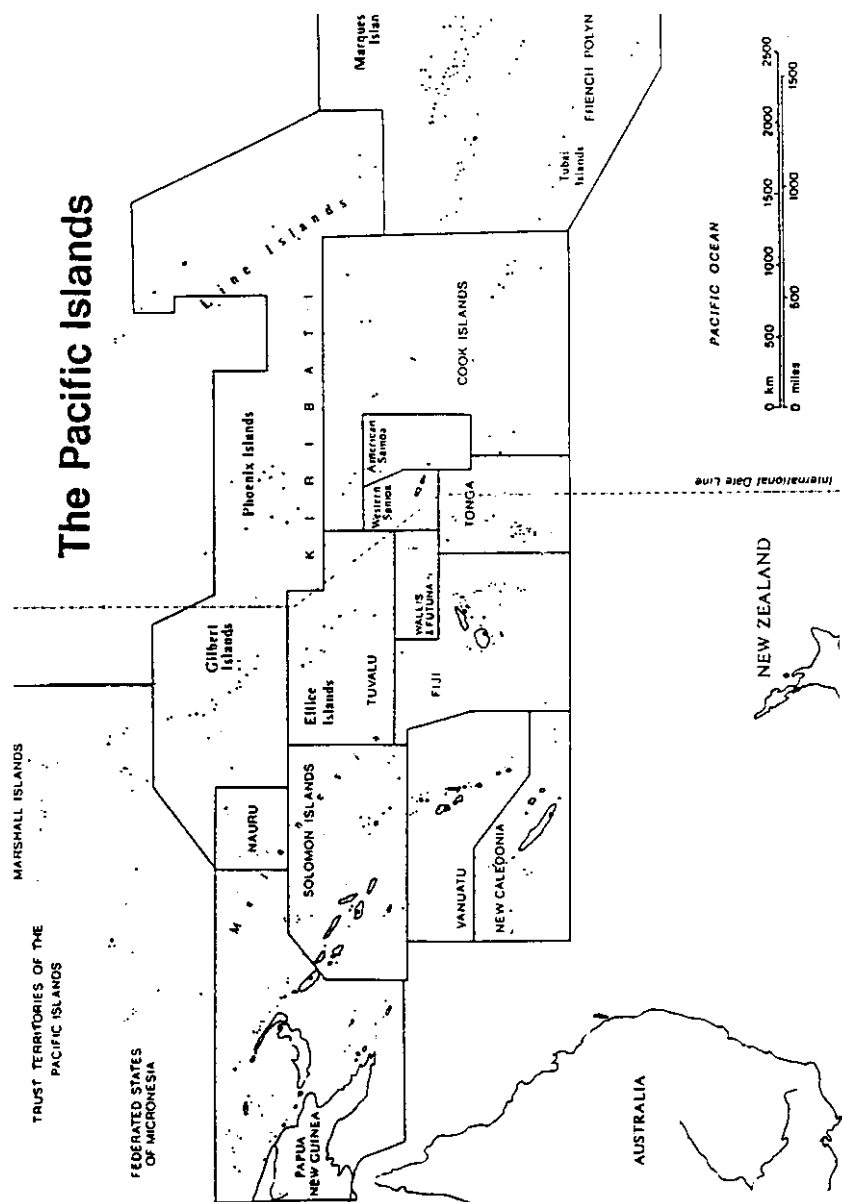 The Pacific Islands
MARSHALL ISLANDS
TRUST TERRITORIES OF THE
PACIFIC ISLANDS
FEDERATED STATES
OF MICRONESIA
Marques
Islan
Line Islands
Phoenix Islands
KIRIBATI
Gilbert
Islands
NAURU
Ellice
Islands
TUVALU
SOLOMON ISLANDS
PAPUA
NEW GUINEA
American
Samoa
Western
Samoa
WALLIS
& FUTUNA
COOK ISLANDS
TONGA
FIJI
VANUATU
NEW CALEDONIA
Tubai
Islands
FRENCH POLYN
PACIFIC OCEAN
International Date Line
NEW ZEALAND
AUSTRALIA
0 km 500 1000 1500 2000 2500
0 miles 500 1000 1500